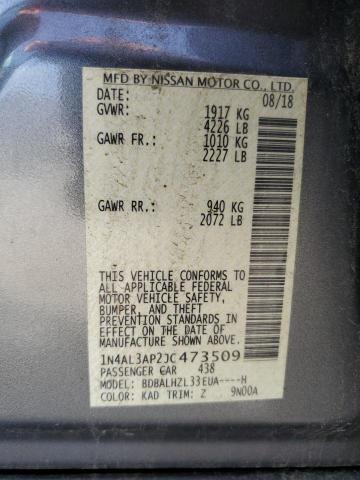 MFD BY NISSAN MOTOR CO., LTD.
DATE: 08/18
GVWR: 1917 KG
4226 LB
GAWR FR.: 1010 KG
2227 LB
GAWR RR.: 940 KG
2072 LB
THIS VEHICLE CONFORMS TO
ALL APPLICABLE FEDERAL
MOTOR VEHICLE SAFETY,
BUMPER, AND THEFT
PREVENTION STANDARDS IN
EFFECT ON THE DATE OF
MANUFACTURE SHOWN ABOVE.
1N4AL3AP2JC473509
PASSENGER CAR 438
MODEL: BDBALHZL33EUA----H
COLOR: KAD TRIM: Z 9N00A